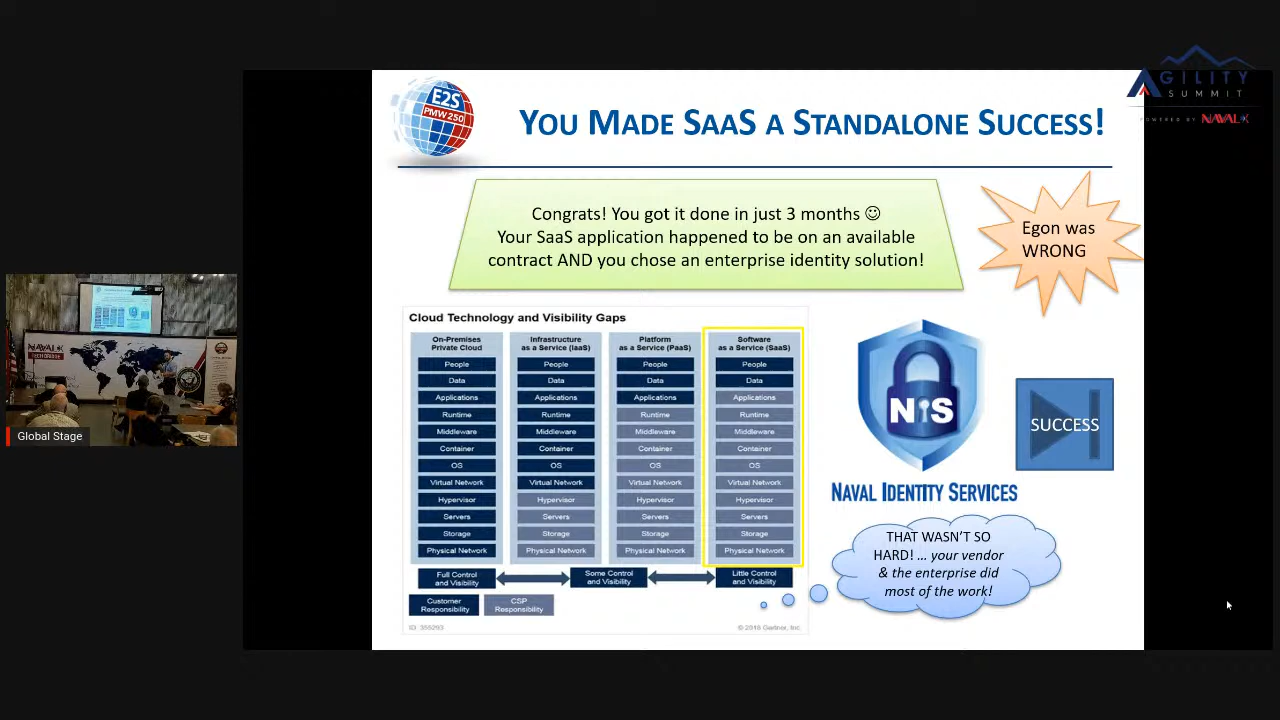 E2S
PMW 250
YOU MADE SAAS A STANDALONE SUCCESS!
AGILITY
SUMMIT
POWERED BY NAVALX
Congrats! You got it done in just 3 months ☺
Your SaaS application happened to be on an available
contract AND you chose an enterprise identity solution!
Egon was
WRONG
Cloud Technology and Visibility Gaps
On-Premises
Private Cloud
People
Data
Applications
Runtime
Middleware
Container
OS
Virtual Network
Hypervisor
Servers
Storage
Physical Network
Infrastructure
as a Service (IaaS)
People
Data
Applications
Runtime
Middleware
Container
OS
Virtual Network
Hypervisor
Servers
Storage
Physical Network
Platform
as a Service (PaaS)
People
Data
Applications
Runtime
Middleware
Container
OS
Virtual Network
Hypervisor
Servers
Storage
Physical Network
Software
as a Service (SaaS)
People
Data
Applications
Runtime
Middleware
Container
OS
Virtual Network
Hypervisor
Servers
Storage
Physical Network
Full Control
and Visibility
Some Control
and Visibility
Little Control
and Visibility
Customer
Responsibility
CSP
Responsibility
ID: 355293
© 2018 Gartner, Inc.
NIS
NAVAL IDENTITY SERVICES
SUCCESS
THAT WASN'T SO
HARD! … your vendor
& the enterprise did
most of the work!
NAVALX
TECH BRIDGE
Global Stage